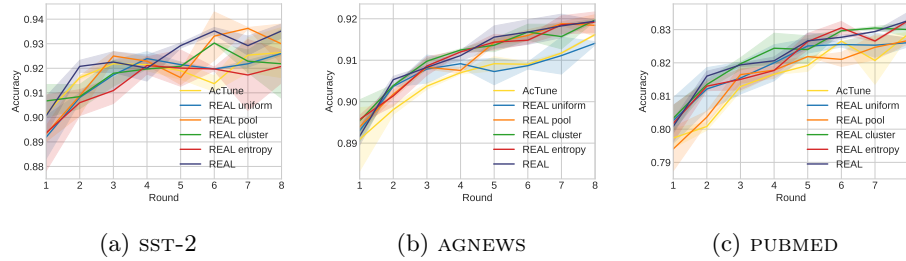 0.94
0.93
0.92
0.91
0.90
0.89
0.88
Accuracy
AcTune
REAL uniform
REAL pool
REAL cluster
REAL entropy
REAL
1 2 3 4 5 6 7 8
Round
(a) SST-2
0.92
0.91
0.90
0.89
Accuracy
AcTune
REAL uniform
REAL pool
REAL cluster
REAL entropy
REAL
1 2 3 4 5 6 7 8
Round
(b) AGNEWS
0.83
0.82
0.81
0.80
0.79
Accuracy
AcTune
REAL uniform
REAL pool
REAL cluster
REAL entropy
REAL
1 2 3 4 5 6 7 8
Round
(c) PUBMED